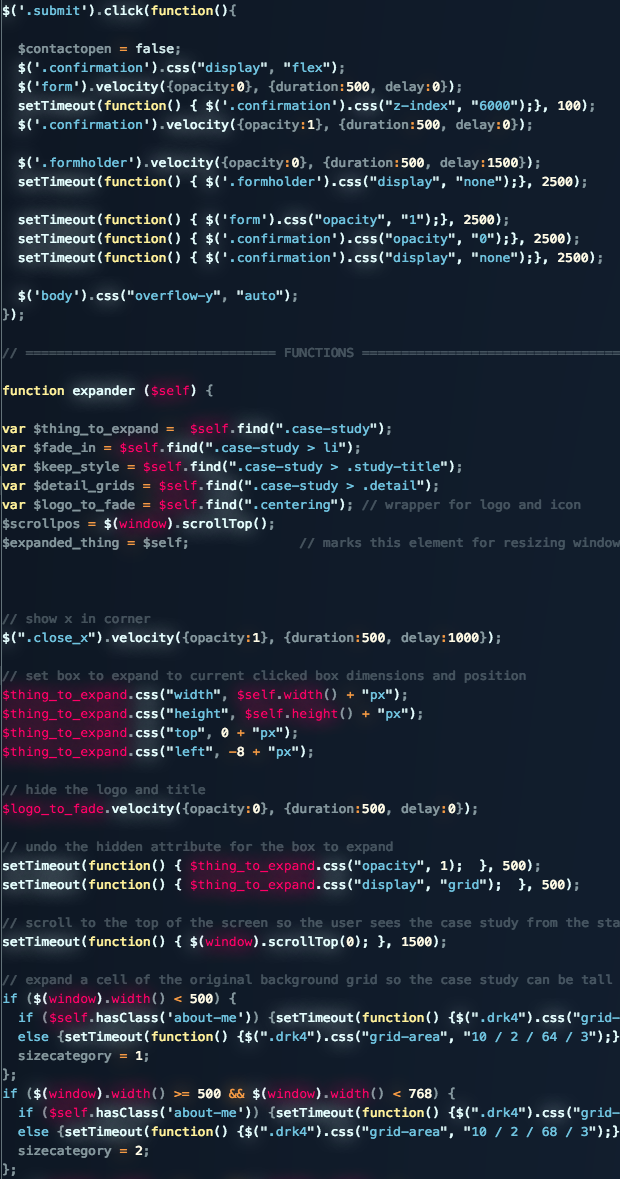 $('.submit').click(function(){
$contactopen = false;
$('.confirmation').css("display", "flex");
$('form').velocity({opacity:0}, {duration:500, delay:0});
setTimeout(function() { $('.confirmation').css("z-index", "6000");}, 100);
$('.confirmation').velocity({opacity:1}, {duration:500, delay:0});
$('.formholder').velocity({opacity:0}, {duration:500, delay:1500});
setTimeout(function() { $('.formholder').css("display", "none");}, 2500);
setTimeout(function() { $('form').css("opacity", "1");}, 2500);
setTimeout(function() { $('.confirmation').css("opacity", "0");}, 2500);
setTimeout(function() { $('.confirmation').css("display", "none");}, 2500);
$('body').css("overflow-y", "auto");
});
// ================================ FUNCTIONS =================================
function expander ($self) {
var $thing_to_expand =  $self.find(".case-study");
var $fade_in = $self.find(".case-study > li");
var $keep_style = $self.find(".case-study > .study-title");
var $detail_grids = $self.find(".case-study > .detail");
var $logo_to_fade = $self.find(".centering"); // wrapper for logo and icon
$scrollpos = $(window).scrollTop();
$expanded_thing = $self;              // marks this element for resizing window
// show x in corner
$(".close_x").velocity({opacity:1}, {duration:500, delay:1000});
// set box to expand to current clicked box dimensions and position
$thing_to_expand.css("width", $self.width() + "px");
$thing_to_expand.css("height", $self.height() + "px");
$thing_to_expand.css("top", 0 + "px");
$thing_to_expand.css("left", -8 + "px");
// hide the logo and title
$logo_to_fade.velocity({opacity:0}, {duration:500, delay:0});
// undo the hidden attribute for the box to expand
setTimeout(function() { $thing_to_expand.css("opacity", 1);  }, 500);
setTimeout(function() { $thing_to_expand.css("display", "grid");  }, 500);
// scroll to the top of the screen so the user sees the case study from the sta
setTimeout(function() { $(window).scrollTop(0); }, 1500);
// expand a cell of the original background grid so the case study can be tall
if ($(window).width() < 500) {
if ($self.hasClass('about-me')) {setTimeout(function() {$(".drk4").css("grid-
else {setTimeout(function() {$(".drk4").css("grid-area", "10 / 2 / 64 / 3");}
sizecategory = 1;
};
if ($(window).width() >= 500 && $(window).width() < 768) {
if ($self.hasClass('about-me')) {setTimeout(function() {$(".drk4").css("grid-
else {setTimeout(function() {$(".drk4").css("grid-area", "10 / 2 / 68 / 3");}
sizecategory = 2;
};